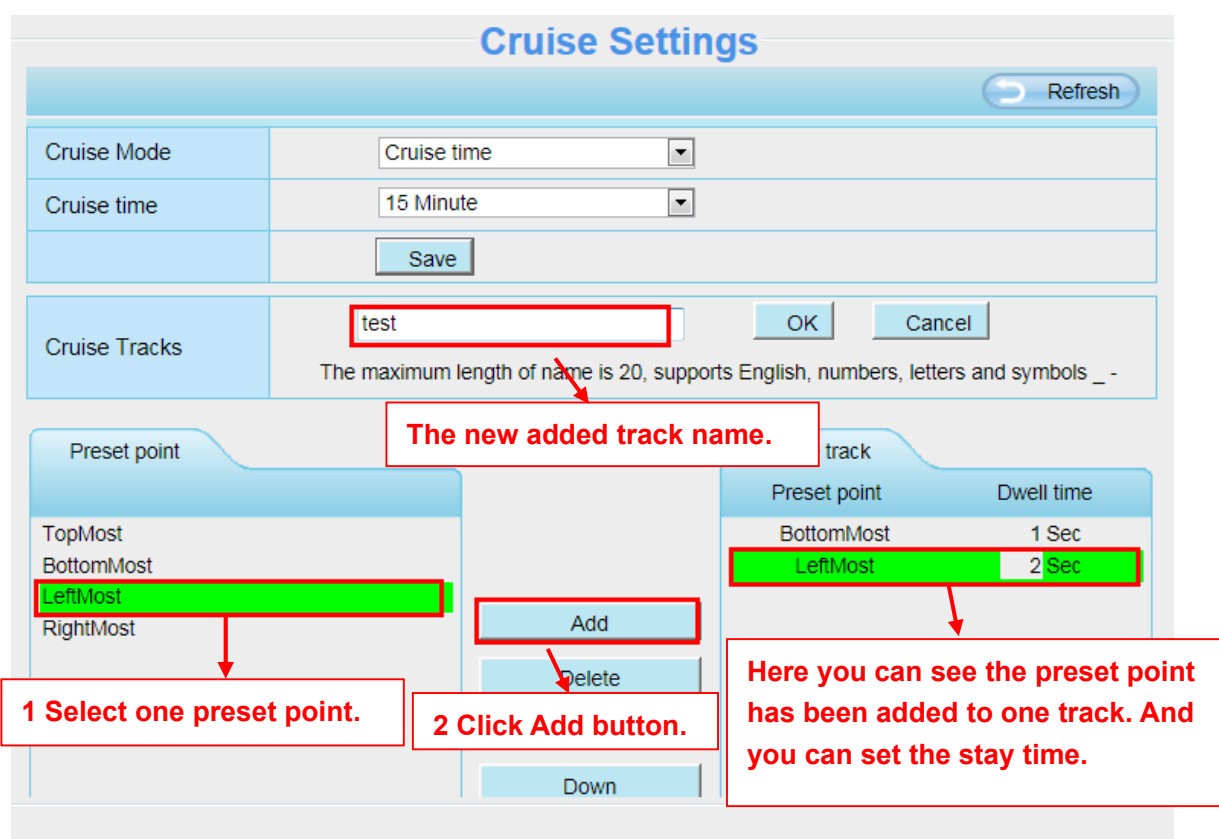 Cruise Settings
Refresh
Cruise Mode
Cruise time
Cruise time
15 Minute
Save
Cruise Tracks
test
OK
Cancel
The maximum length of name is 20, supports English, numbers, letters and symbols _ -
The new added track name.
Preset point
track
Preset point
Dwell time
TopMost
BottomMost
LeftMost
RightMost
BottomMost
1 Sec
LeftMost
2 Sec
Add
Delete
Down
1 Select one preset point.
2 Click Add button.
Here you can see the preset point
has been added to one track. And
you can set the stay time.